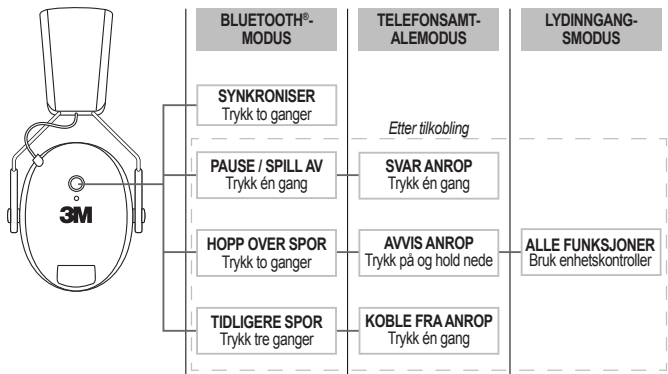 BLUETOOTH®-
MODUS
TELEFONSAMT-
ALEMODUS
LYDINNGANG-
SMODUS
SYNKRONISER
Trykk to ganger
Etter tilkobling
PAUSE / SPILL AV
Trykk én gang
SVAR ANROP
Trykk én gang
3M
HOPP OVER SPOR
Trykk to ganger
AVVIS ANROP
Trykk på og hold nede
ALLE FUNKSJONER
Bruk enhetskontroller
TIDLIGERE SPOR
Trykk tre ganger
KOBLE FRA ANROP
Trykk én gang